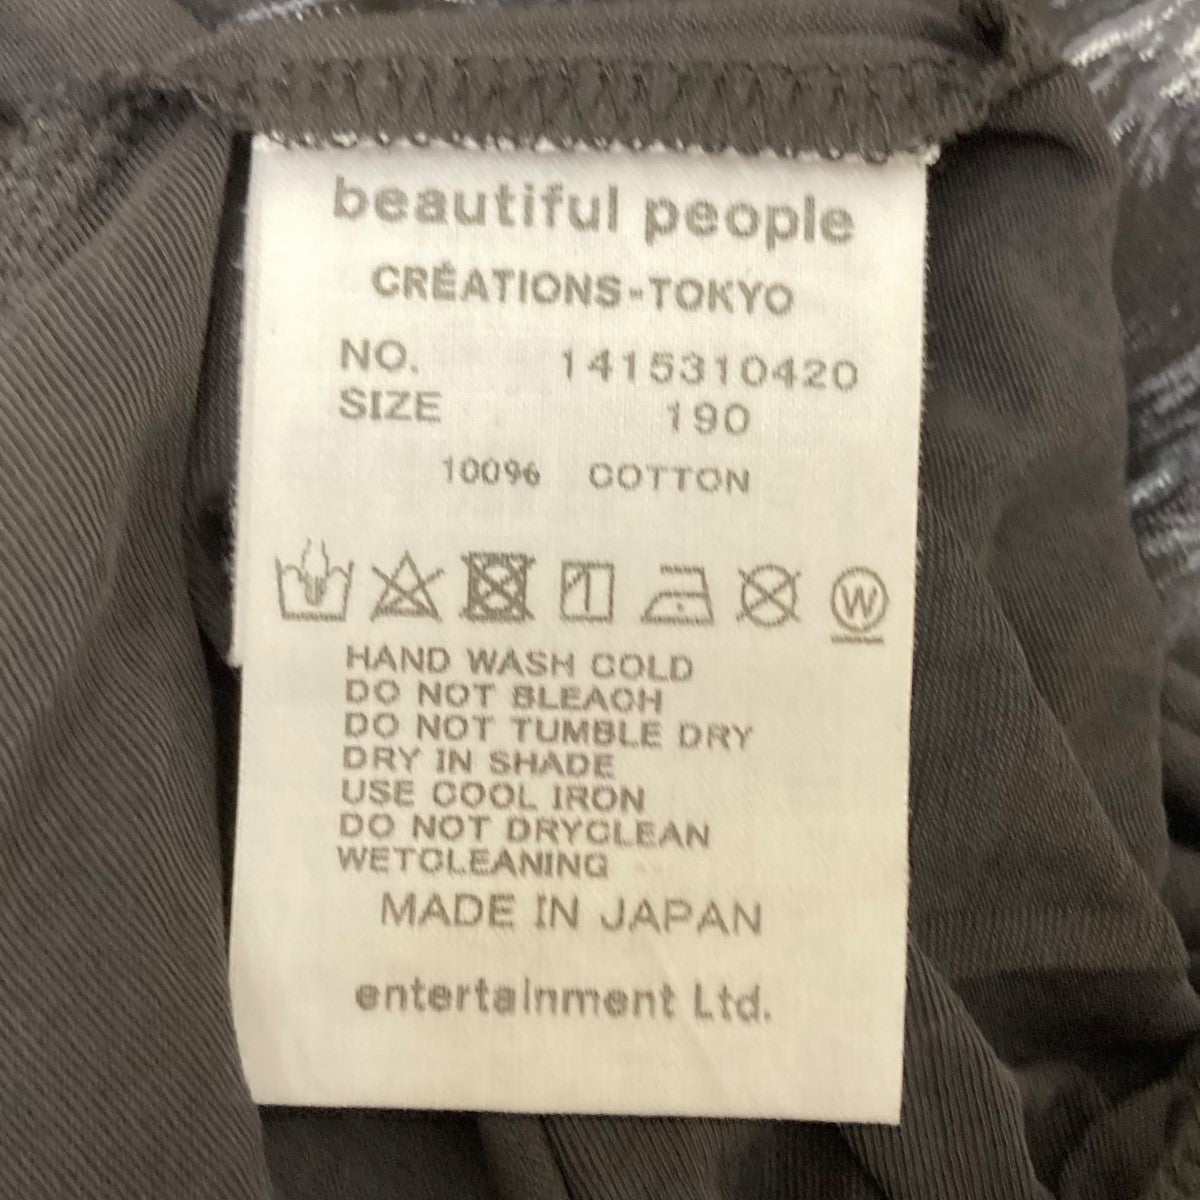 beautiful people
CRÉATIONS-TOKYO
NO. 1415310420
SIZE 190
100% COTTON
W
HAND WASH COLD
DO NOT BLEACH
DO NOT TUMBLE DRY
DRY IN SHADE
USE COOL IRON
DO NOT DRYCLEAN
WETCLEANING
MADE IN JAPAN
entertainment Ltd.